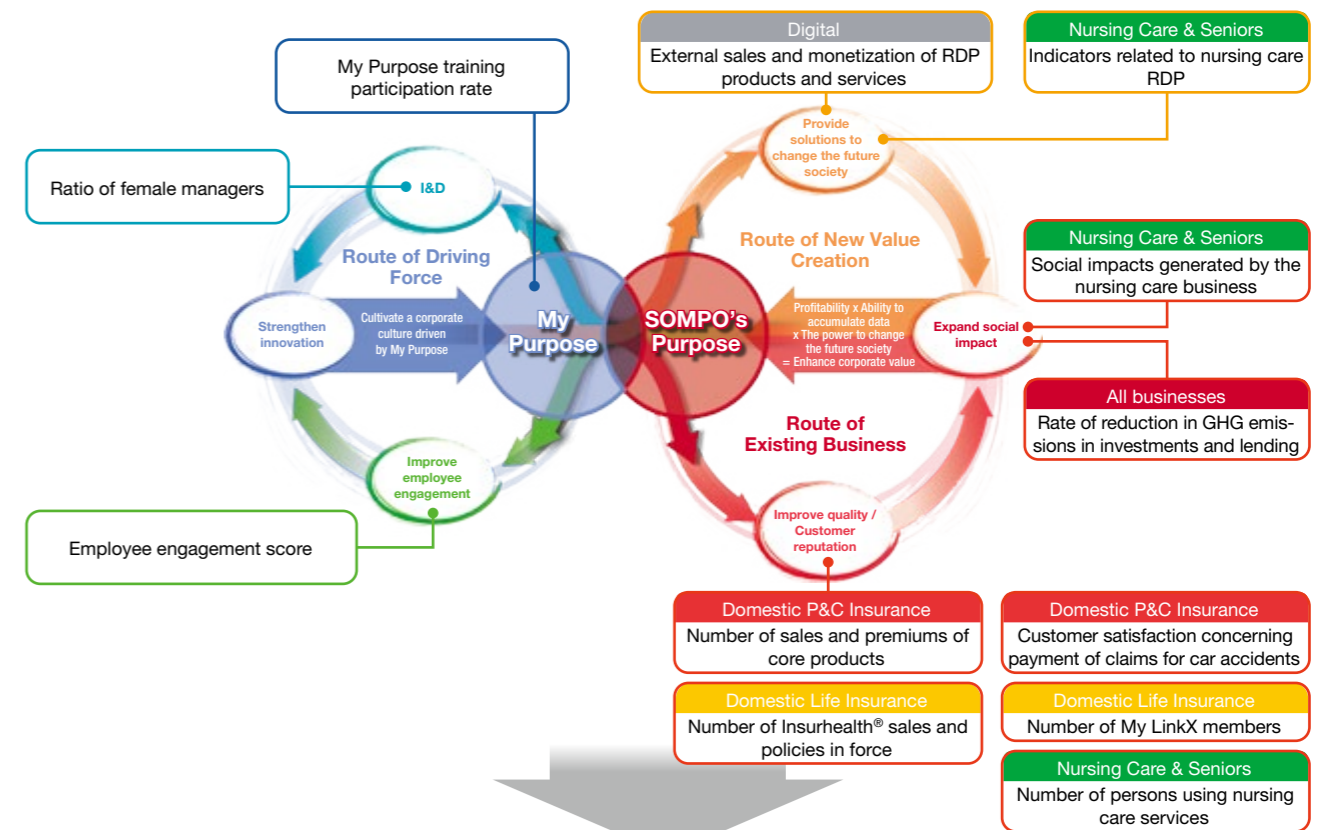 Digital
External sales and monetization of RDP
products and services
Nursing Care & Seniors
Indicators related to nursing care
RDP
My Purpose training
participation rate
Ratio of female managers
I&D
Provide
solutions to
change the future
society
Route of Driving
Force
Route of New Value
Creation
Nursing Care & Seniors
Social impacts generated by the
nursing care business
Strengthen
innovation
Cultivate a corporate
culture driven
by My Purpose
My
Purpose
SOMPO's
Purpose
Profitability x Ability to
accumulate data
x The power to change
the future society
= Enhance corporate value
Expand social
impact
All businesses
Rate of reduction in GHG emis-
sions in investments and lending
Route of
Existing Business
Improve
employee
engagement
Improve quality /
Customer
reputation
Employee engagement score
Domestic P&C Insurance
Number of sales and premiums of
core products
Domestic P&C Insurance
Customer satisfaction concerning
payment of claims for car accidents
Domestic Life Insurance
Number of Insurhealth® sales and
policies in force
Domestic Life Insurance
Number of My LinkX members
Nursing Care & Seniors
Number of persons using nursing
care services